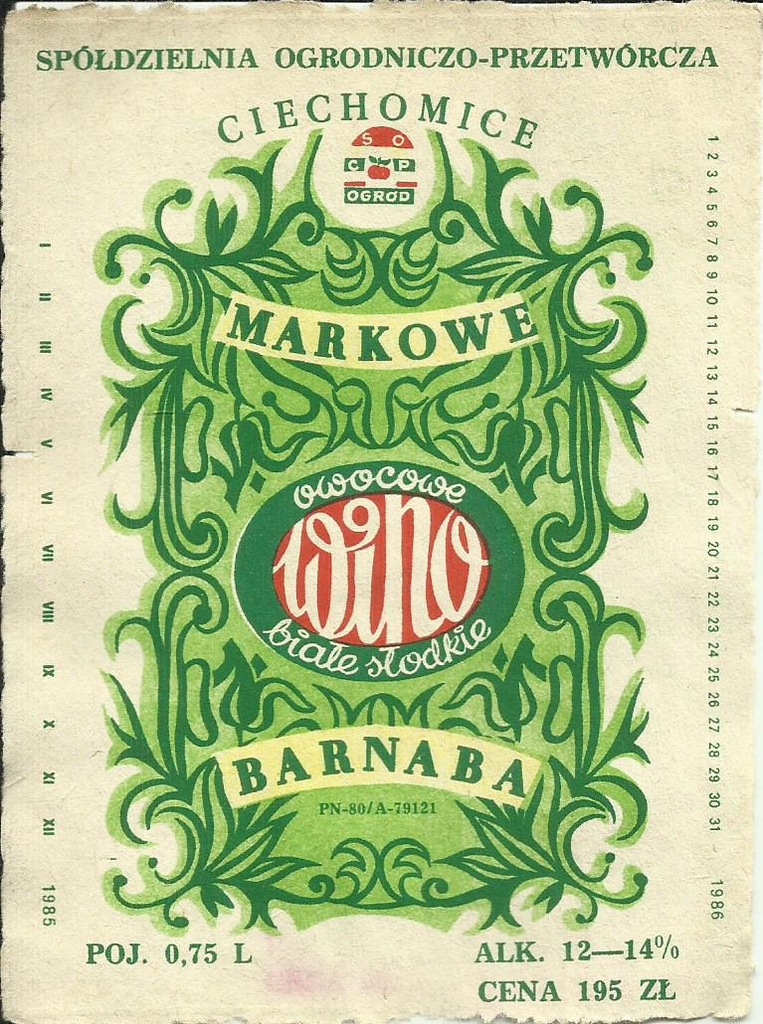 SPÓŁDZIELNIA OGRODNICZO-PRZETWÓRCZA
CIECHOMICE
SO
C P
OGRÓD
MARKOWE
owocowe
wino
białe słodkie
BARNABA
PN-80/A-79121
I II III IV V VI VII VIII IX X XI XII 1985
1 2 3 4 5 6 7 8 9 10 11 12 13 14 15 16 17 18 19 20 21 22 23 24 25 26 27 28 29 30 31 1986
POJ. 0,75 L
ALK. 12—14%
CENA 195 ZŁ